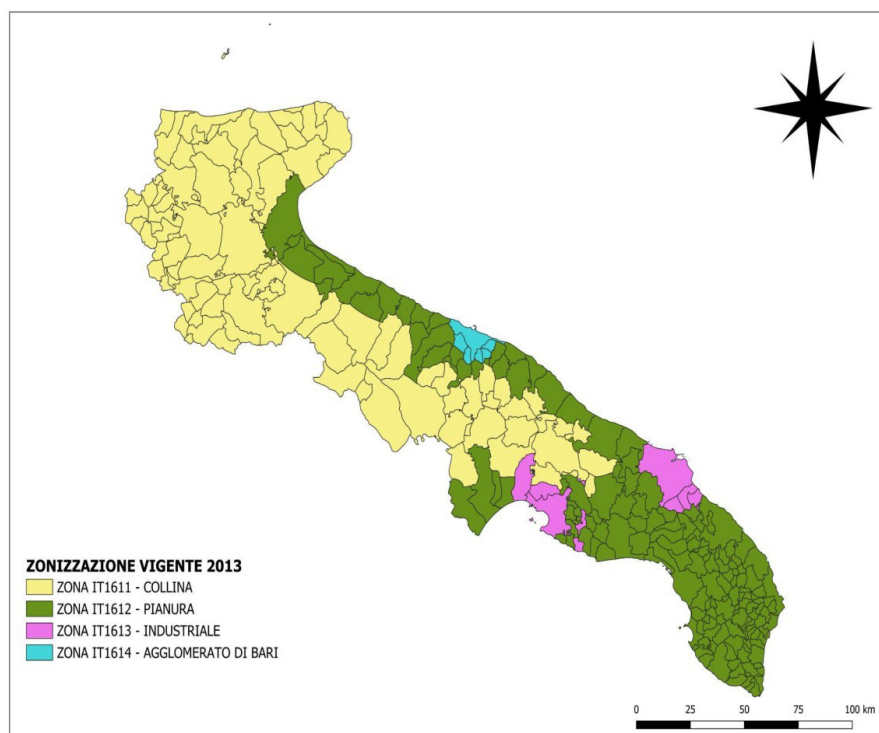 ZONIZZAZIONE VIGENTE 2013
ZONA IT1611 - COLLINA
ZONA IT1612 - PIANURA
ZONA IT1613 - INDUSTRIALE
ZONA IT1614 - AGGLOMERATO DI BARI
0 25 50 75 100 km